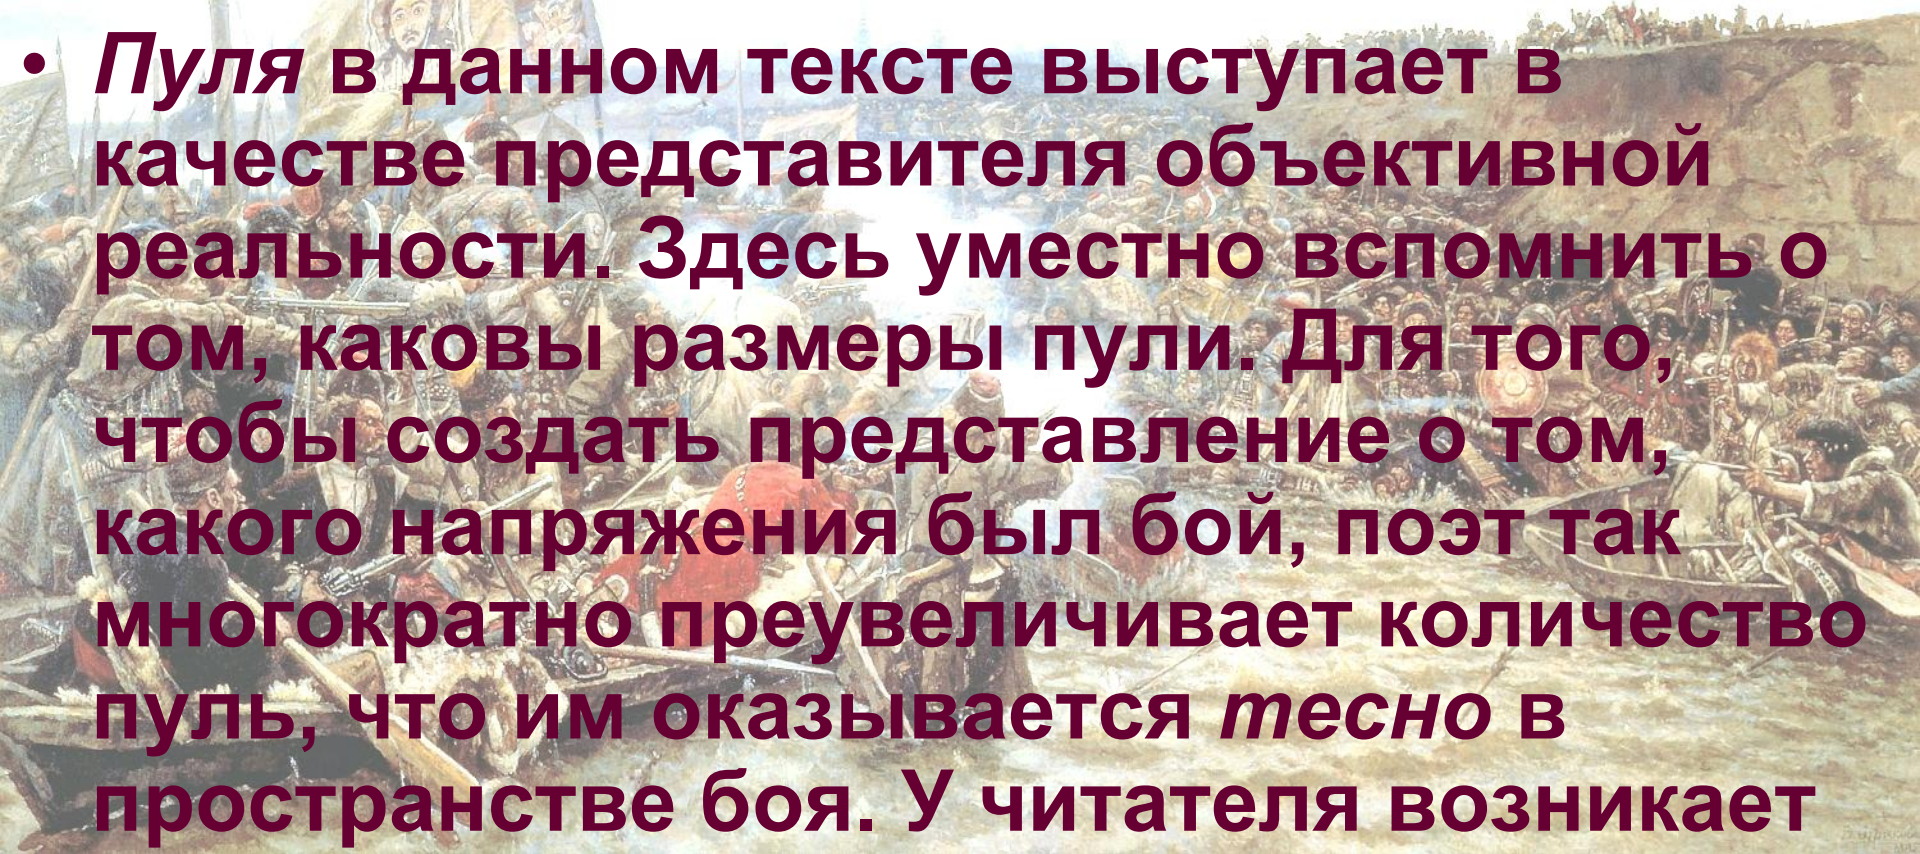 • Пуля в данном тексте выступает в
качестве представителя объективной
реальности. Здесь уместно вспомнить о
том, каковы размеры пули. Для того,
чтобы создать представление о том,
какого напряжения был бой, поэт так
многократно преувеличивает количество
пуль, что им оказывается тесно в
пространстве боя. У читателя возникает